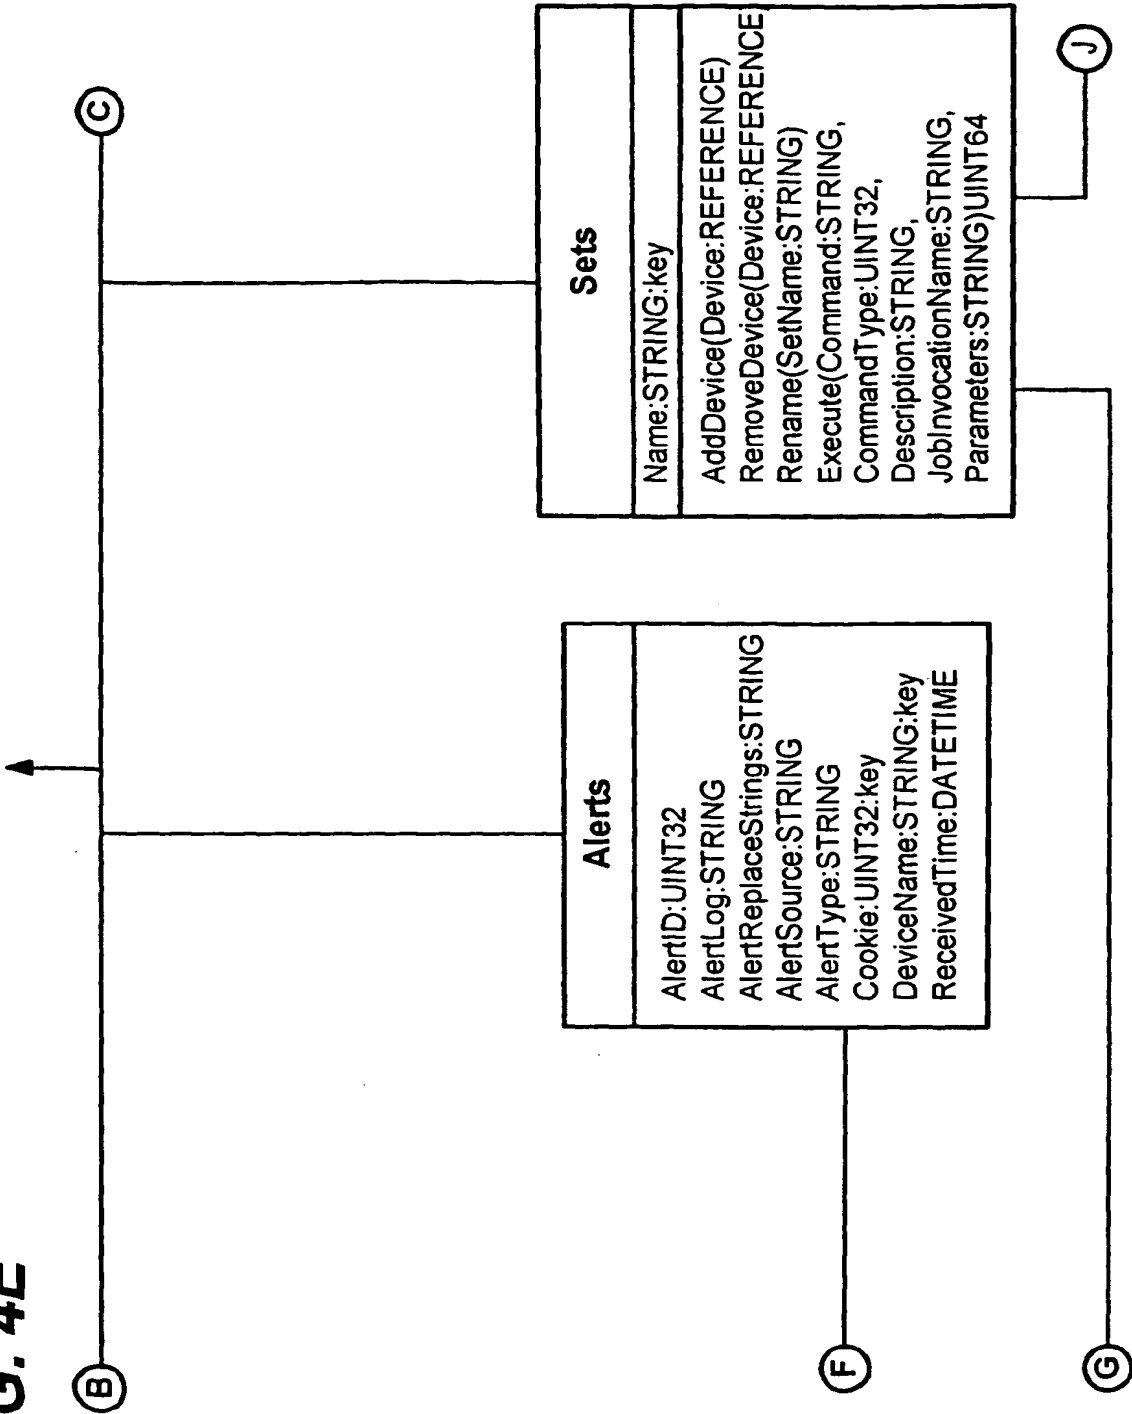 G. 4E
B
C
Alerts
AlertID:UINT32
AlertLog:STRING
AlertReplaceStrings:STRING
AlertSource:STRING
AlertType:STRING
Cookie:UINT32:key
DeviceName:STRING:key
ReceivedTime:DATETIME
Sets
Name:STRING:key
AddDevice(Device:REFERENCE)
RemoveDevice(Device:REFERENCE
Rename(SetName:STRING)
Execute(Command:STRING,
CommandType:UINT32,
Description:STRING,
JobInvocationName:STRING,
Parameters:STRING)UINT64
F
J
G